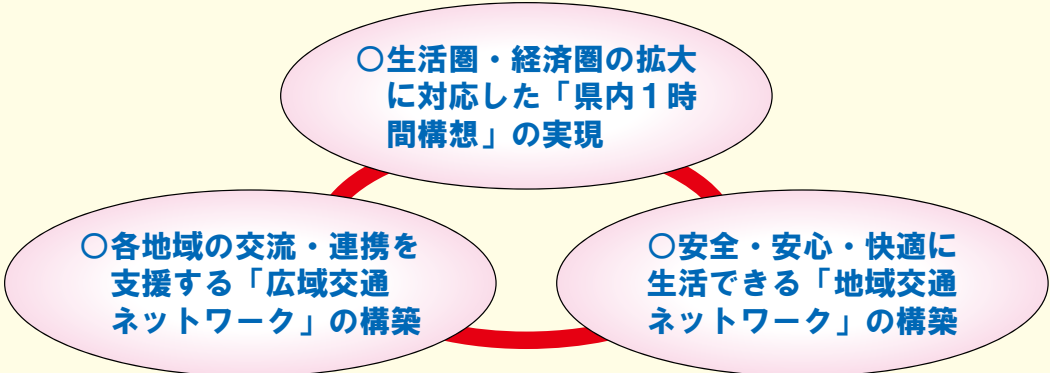 〇生活圏・経済圏の拡大
に対応した「県内１時
間構想」の実現
〇各地域の交流・連携を
支援する「広域交通
ネットワーク」の構築
〇安全・安心・快適に
生活できる「地域交通
ネットワーク」の構築